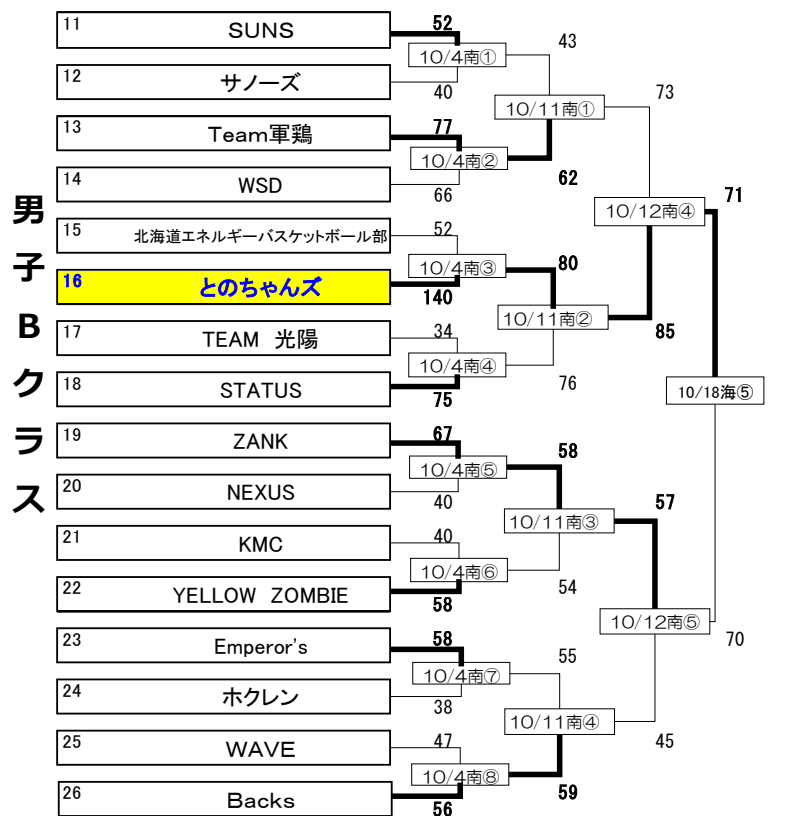 男子Bクラス
11 SUNS 52
10/4南① 43
12 サノーズ 40
10/11南① 73
13 Team軍鶏 77
10/4南② 62
14 WSD 66
10/12南④ 71
15 北海道エネルギーバスケットボール部 52
10/4南③ 80
16 とのちゃんズ 140
10/11南② 85
17 TEAM 光陽 34
10/4南④ 76
18 STATUS 75
10/18海⑤
19 ZANK 67
10/4南⑤ 58
20 NEXUS 40
10/11南③ 57
21 KMC 40
10/4南⑥ 54
22 YELLOW ZOMBIE 58
10/12南⑤ 70
23 Emperor's 58
10/4南⑦ 55
24 ホクレン 38
10/11南④ 45
25 WAVE 47
10/4南⑧ 59
26 Backs 56